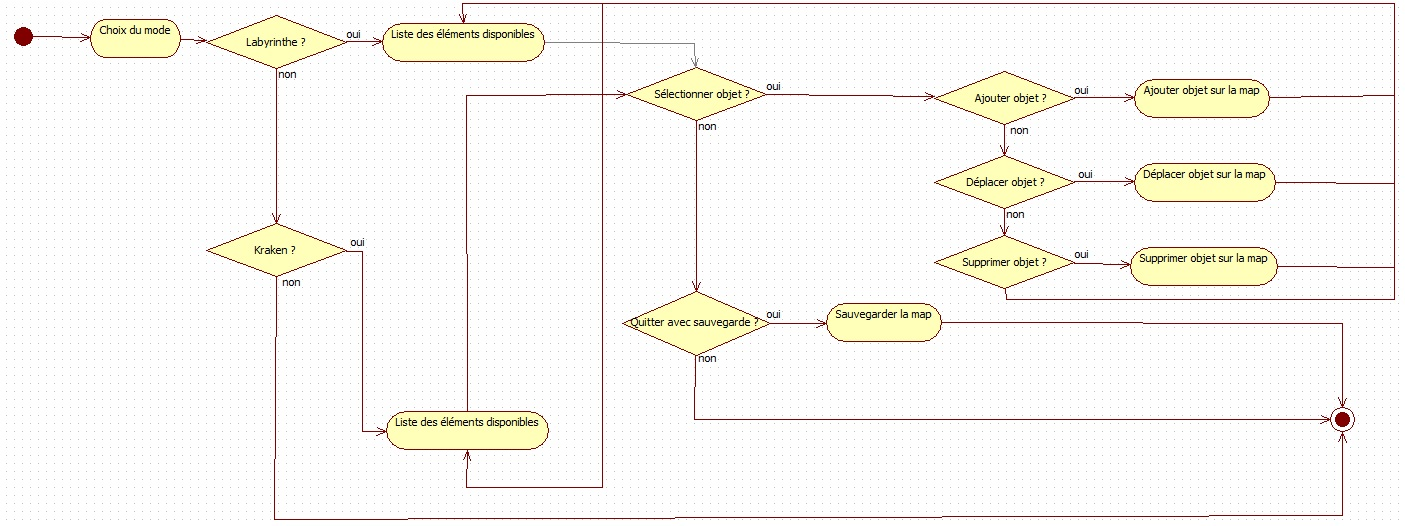 Choix du mode
Labyrinthe ?
oui
non
Liste des éléments disponibles
Sélectionner objet ?
oui
non
Ajouter objet ?
oui
non
Ajouter objet sur la map
Déplacer objet ?
oui
non
Déplacer objet sur la map
Supprimer objet ?
oui
Supprimer objet sur la map
Kraken ?
oui
non
Quitter avec sauvegarde ?
oui
non
Sauvegarder la map
Liste des éléments disponibles